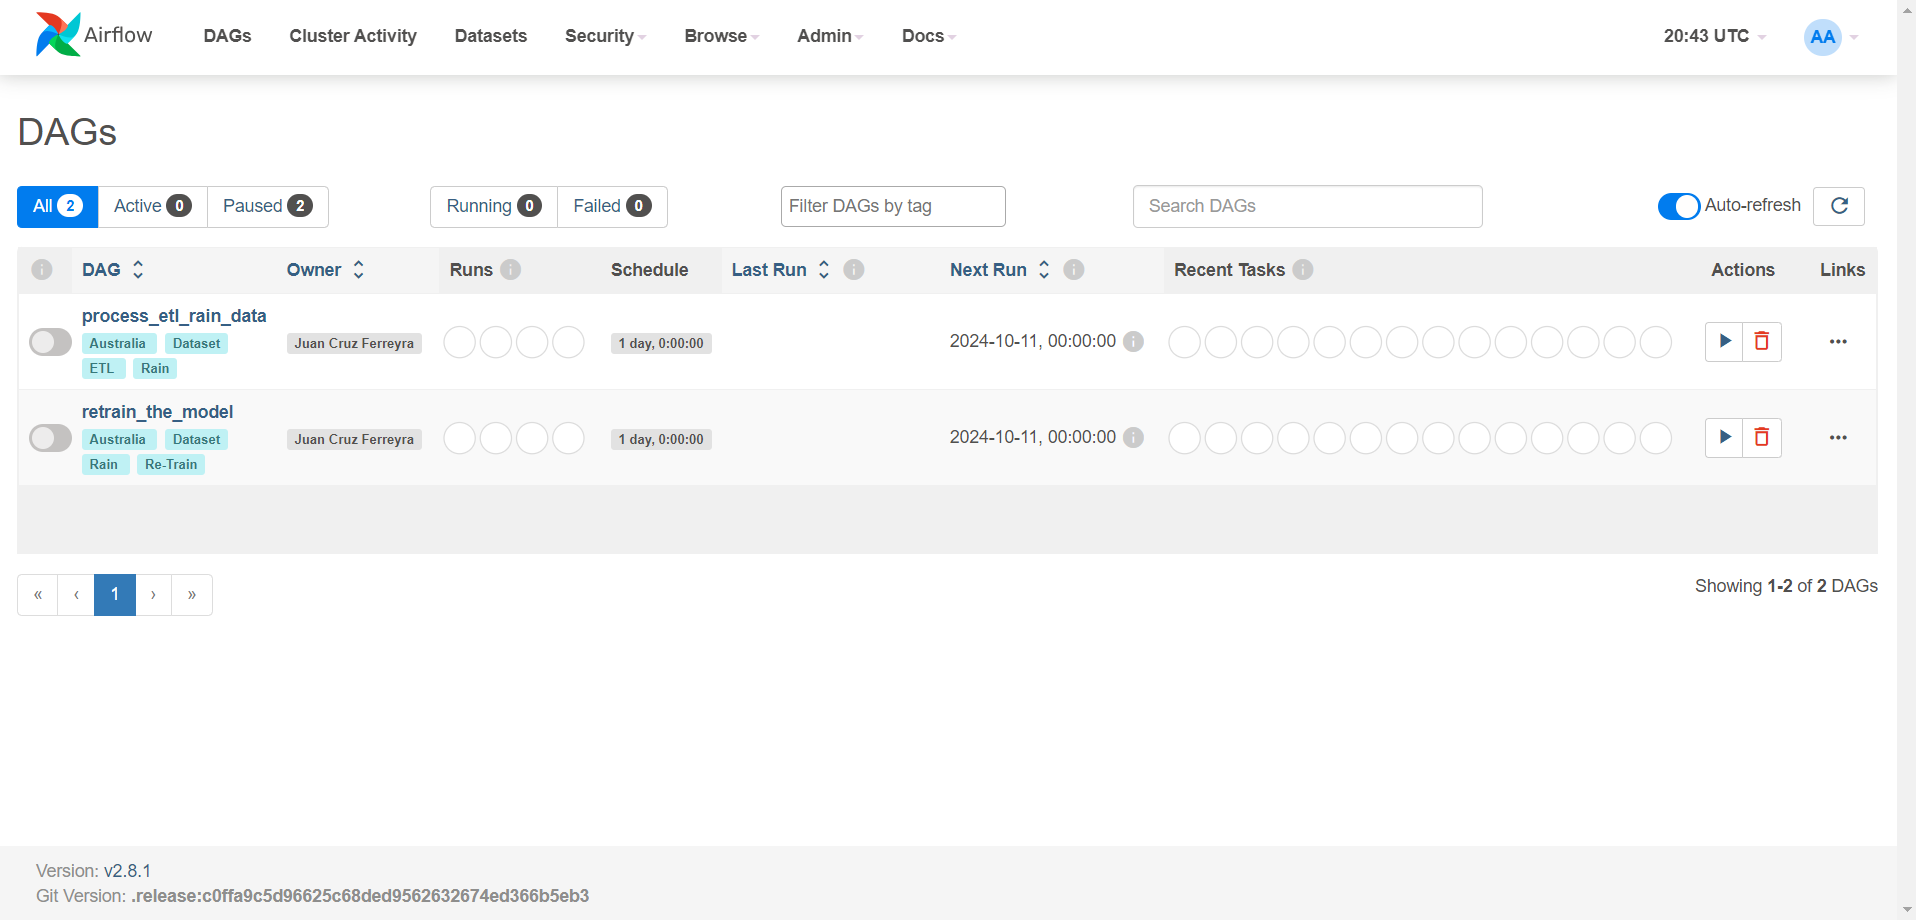 Airflow DAGs Cluster Activity Datasets Security Browse Admin Docs 20:43 UTC AA
DAGs
All 2 Active 0 Paused 2 Running 0 Failed 0 Filter DAGs by tag Search DAGs Auto-refresh
DAG Owner Runs Schedule Last Run Next Run Recent Tasks Actions Links
process_etl_rain_data
Australia Dataset Juan Cruz Ferreyra 1 day, 0:00:00 2024-10-11, 00:00:00
ETL Rain
retrain_the_model
Australia Dataset Juan Cruz Ferreyra 1 day, 0:00:00 2024-10-11, 00:00:00
Rain Re-Train
« ‹ 1 › » Showing 1-2 of 2 DAGs
Version: v2.8.1
Git Version: .release:c0ffa9c5d96625c68ded9562632674ed366b5eb3